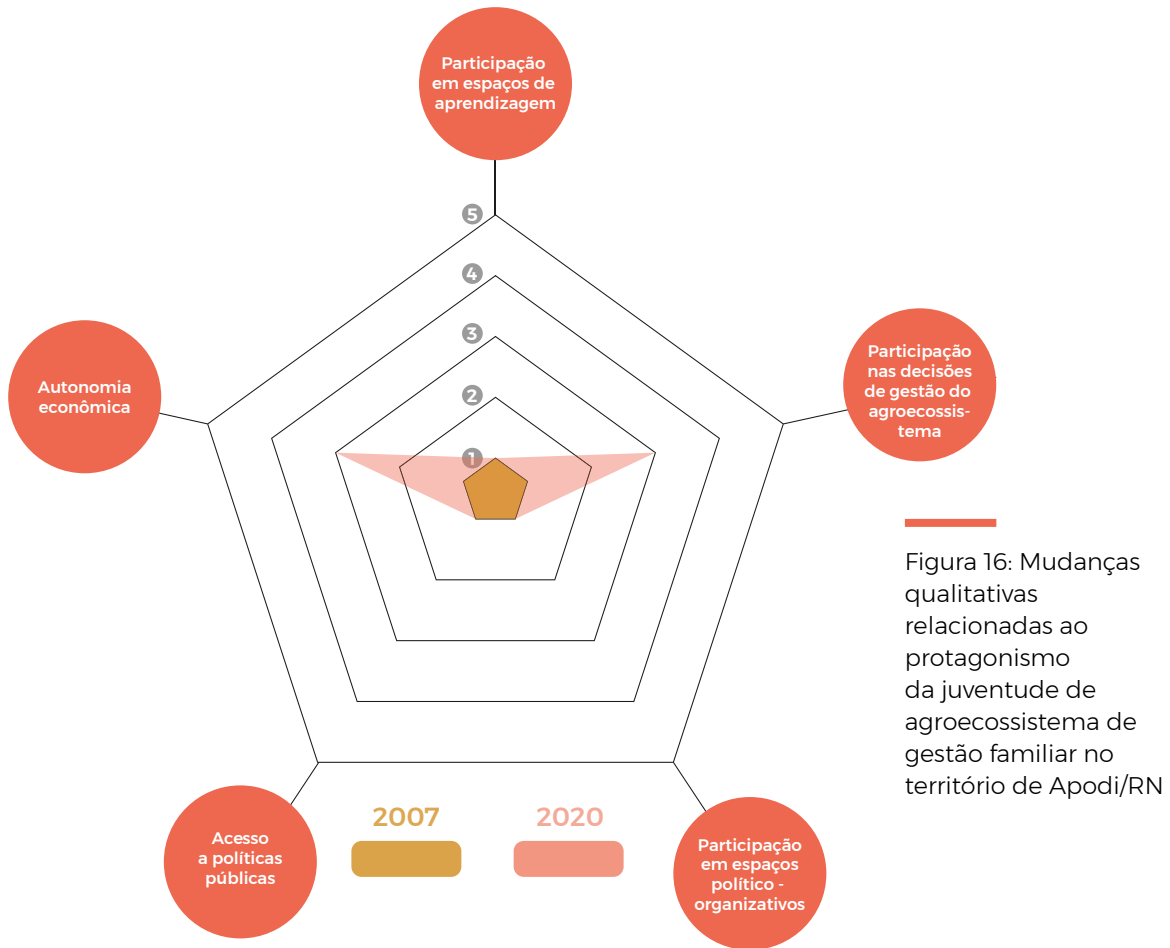 Participação
em espaços de
aprendizagem
5
4
3
2
1
Autonomia
econômica
Participação
nas decisões
de gestão do
agroecossis-
tema
Figura 16: Mudanças
qualitativas
relacionadas ao
protagonismo
da juventude de
agroecossistema de
gestão familiar no
território de Apodi/RN
Acesso
a políticas
públicas
2007
2020
Participação
em espaços
político -
organizativos